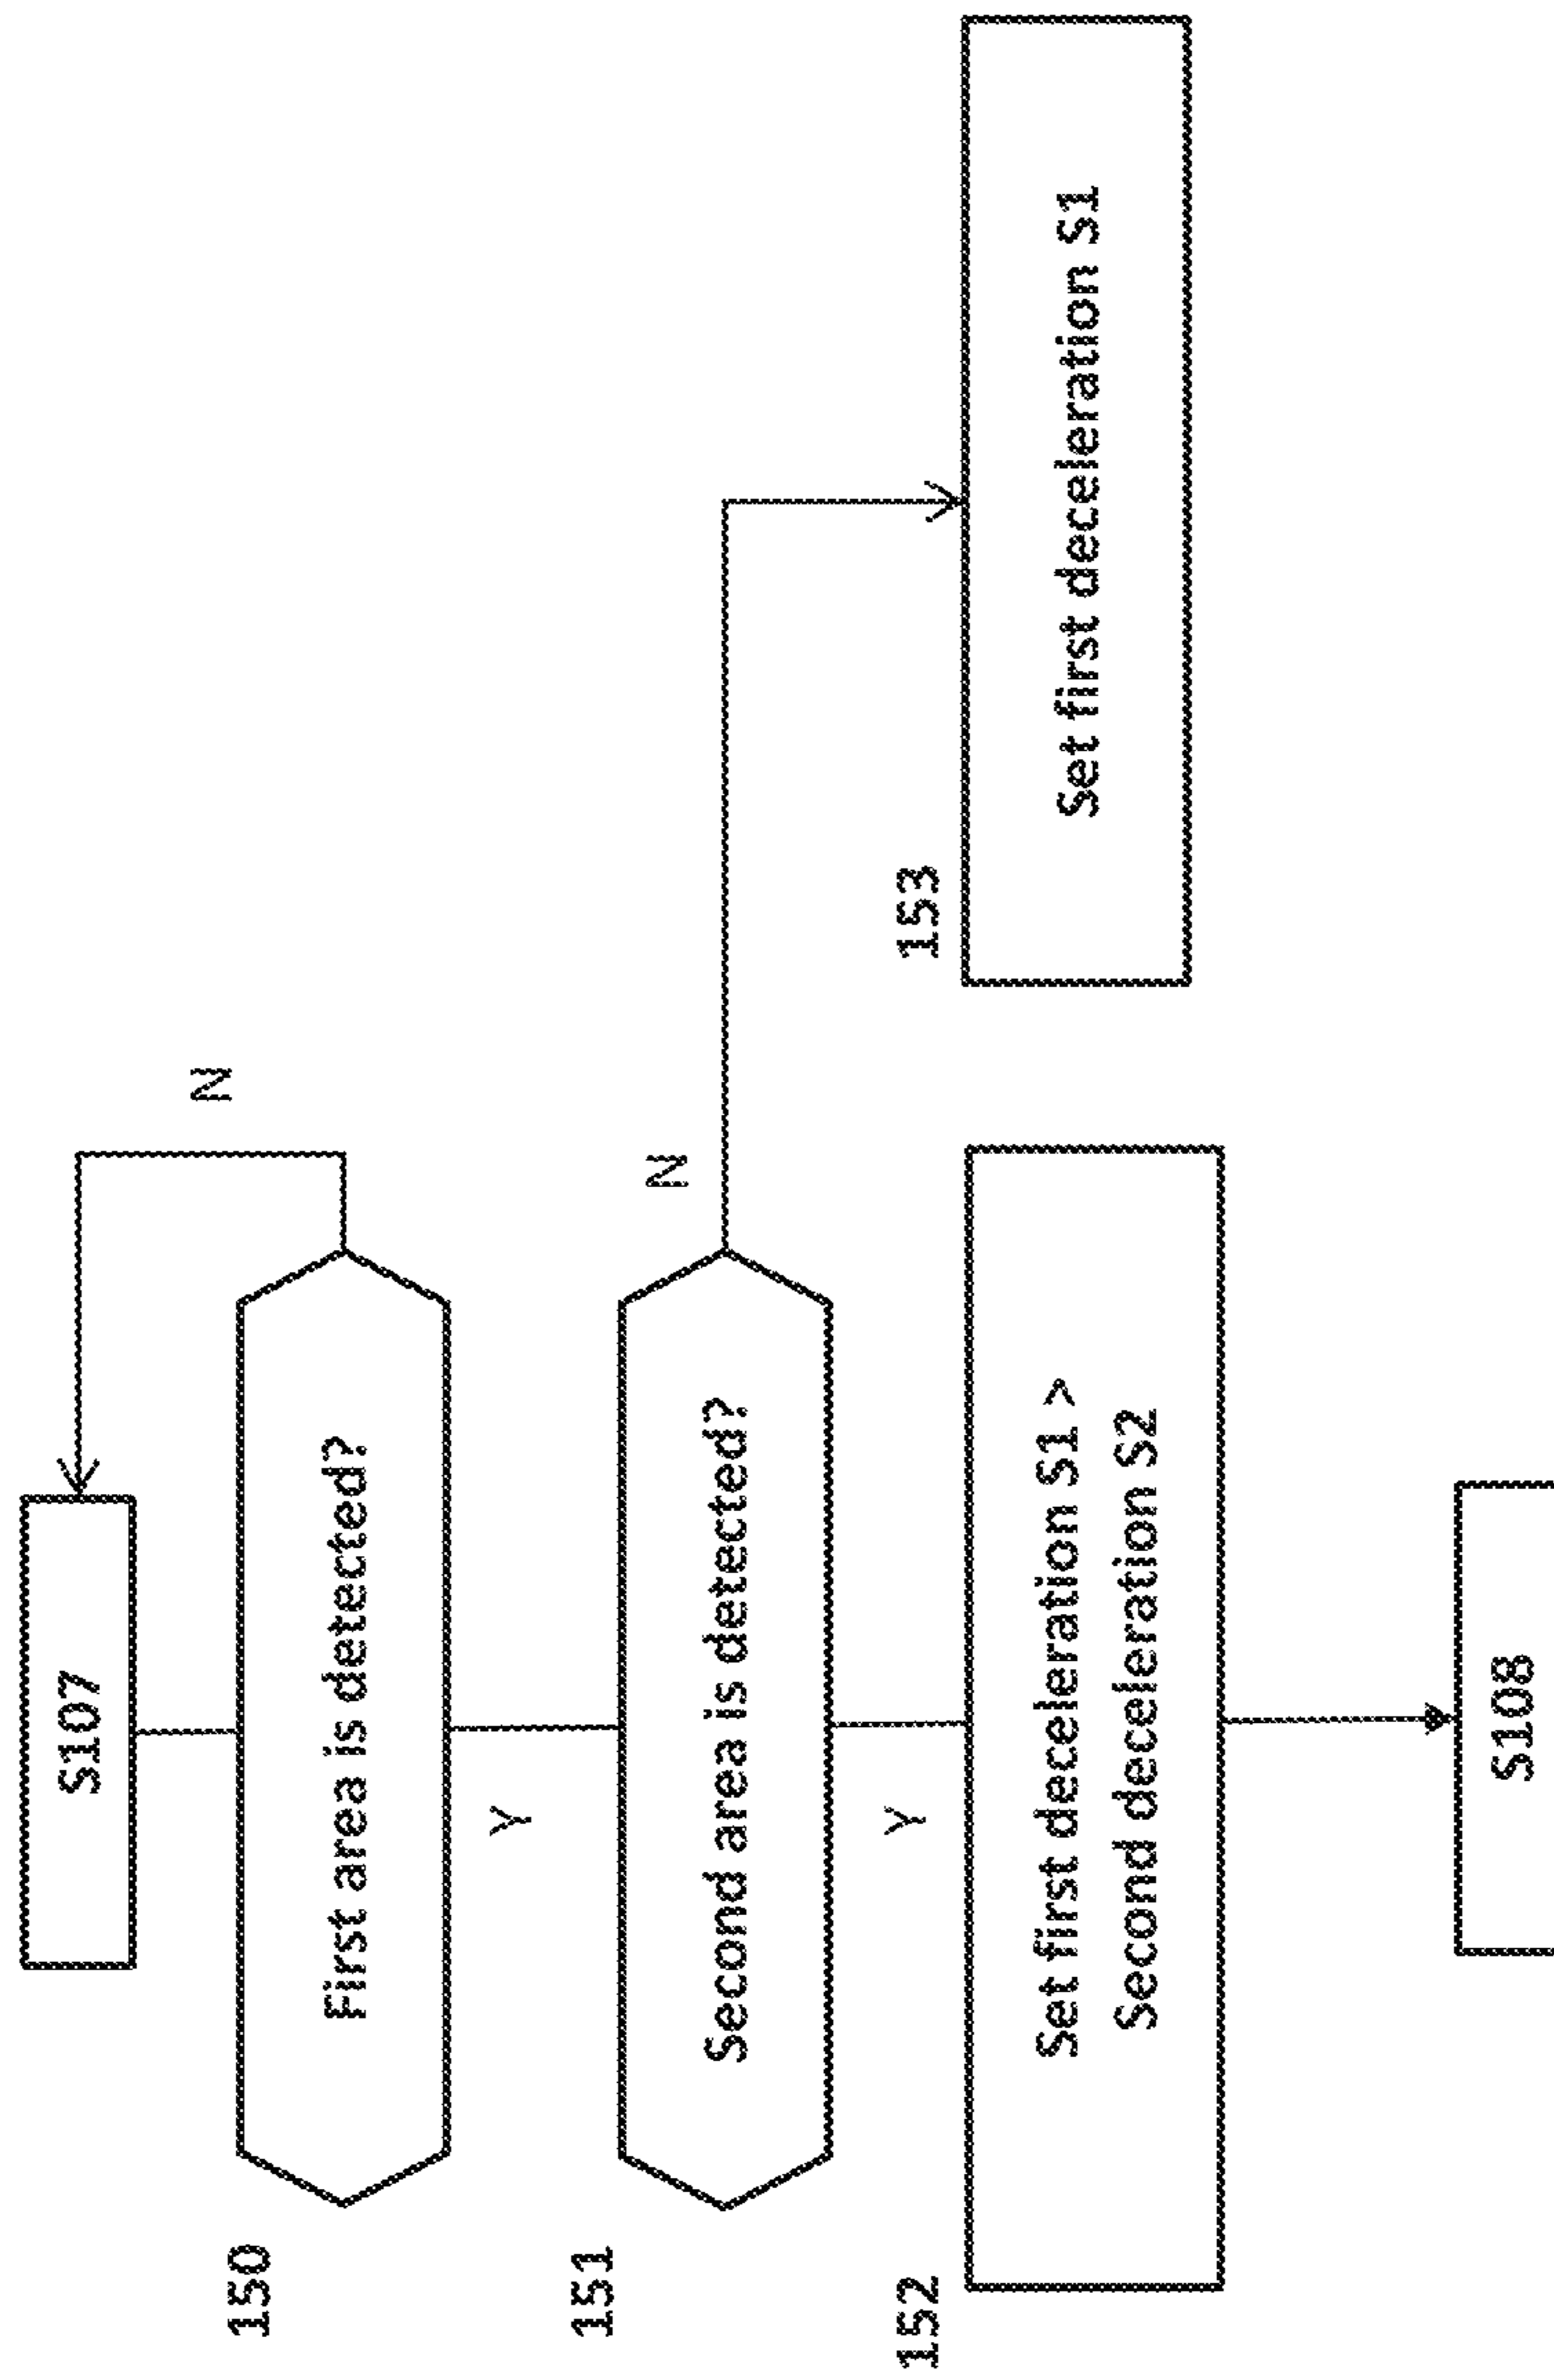 S107
N
150
First area is detected?
Y
N
151
Second area is detected?
Y
152
Set first deceleration S1 >
Second deceleration S2
153
Set first deceleration S1
S108